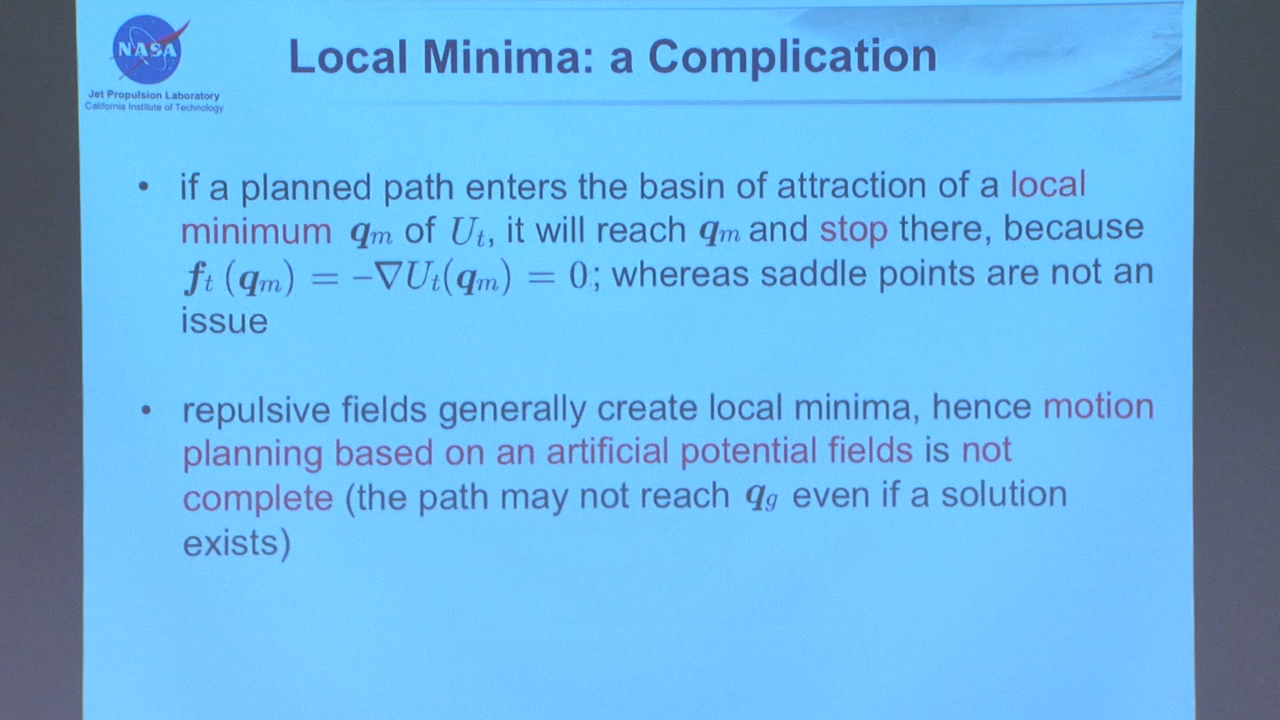 NASA
Jet Propulsion Laboratory
California Institute of Technology
Local Minima: a Complication
• if a planned path enters the basin of attraction of a local
minimum qₘ of Uₜ, it will reach qₘ and stop there, because
fₜ (qₘ) = −∇Uₜ(qₘ) = 0; whereas saddle points are not an
issue
• repulsive fields generally create local minima, hence motion
planning based on an artificial potential fields is not
complete (the path may not reach q_g even if a solution
exists)